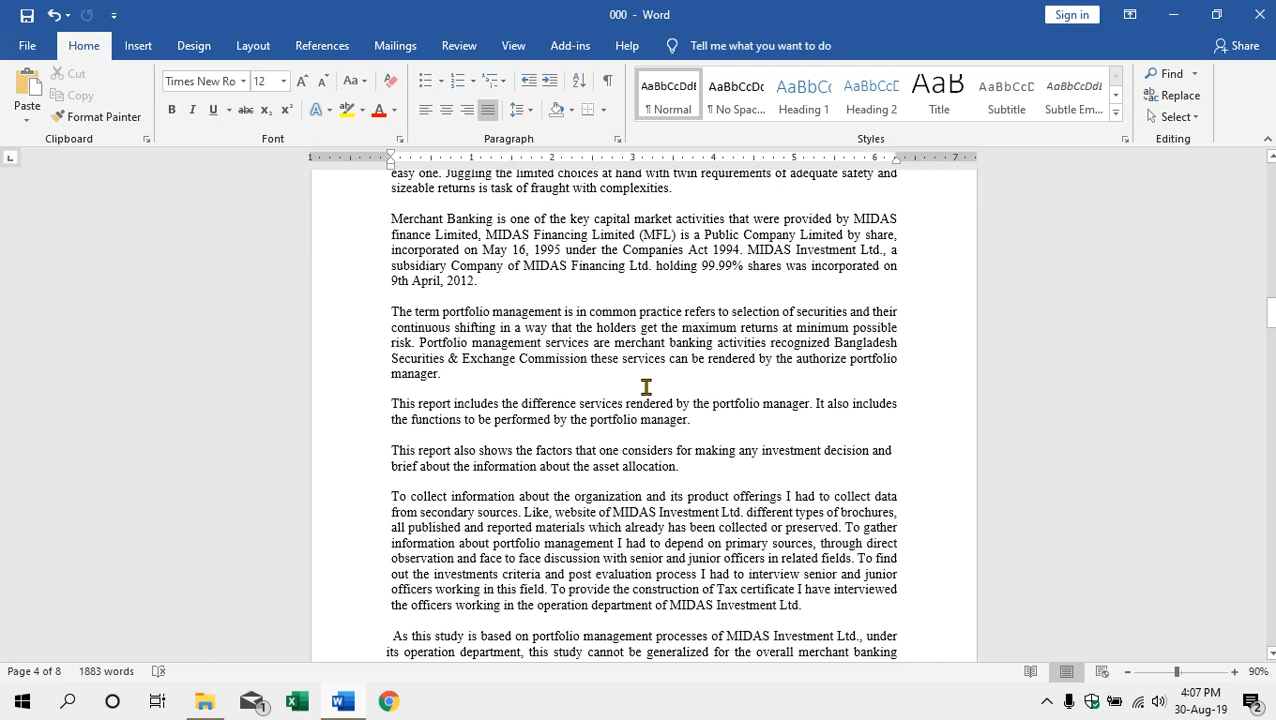 000 - Word
Sign in
File Home Insert Design Layout References Mailings Review View Add-ins Help Tell me what you want to do Share
Paste
Cut
Copy
Format Painter
Clipboard
Times New Ro 12 Aa
B I U abc x₂ x² A A
Font
Paragraph
AaBbCcDdE AaBbCcDdE AaBbCc AaBbCcE AaB AaBbCcD AaBbCcDdE
¶ Normal ¶ No Spac... Heading 1 Heading 2 Title Subtitle Subtle Em...
Styles
Find
Replace
Select
Editing
1 1 2 3 4 5 6 7
easy one. Juggling the limited choices at hand with twin requirements of adequate safety and
sizeable returns is task of fraught with complexities.
Merchant Banking is one of the key capital market activities that were provided by MIDAS
finance Limited, MIDAS Financing Limited (MFL) is a Public Company Limited by share,
incorporated on May 16, 1995 under the Companies Act 1994. MIDAS Investment Ltd., a
subsidiary Company of MIDAS Financing Ltd. holding 99.99% shares was incorporated on
9th April, 2012.
The term portfolio management is in common practice refers to selection of securities and their
continuous shifting in a way that the holders get the maximum returns at minimum possible
risk. Portfolio management services are merchant banking activities recognized Bangladesh
Securities & Exchange Commission these services can be rendered by the authorize portfolio
manager.
This report includes the difference services rendered by the portfolio manager. It also includes
the functions to be performed by the portfolio manager.
This report also shows the factors that one considers for making any investment decision and
brief about the information about the asset allocation.
To collect information about the organization and its product offerings I had to collect data
from secondary sources. Like, website of MIDAS Investment Ltd. different types of brochures,
all published and reported materials which already has been collected or preserved. To gather
information about portfolio management I had to depend on primary sources, through direct
observation and face to face discussion with senior and junior officers in related fields. To find
out the investments criteria and post evaluation process I had to interview senior and junior
officers working in this field. To provide the construction of Tax certificate I have interviewed
the officers working in the operation department of MIDAS Investment Ltd.
As this study is based on portfolio management processes of MIDAS Investment Ltd., under
its operation department, this study cannot be generalized for the overall merchant banking
Page 4 of 8 1883 words 90%
4:07 PM
30-Aug-19
1
2